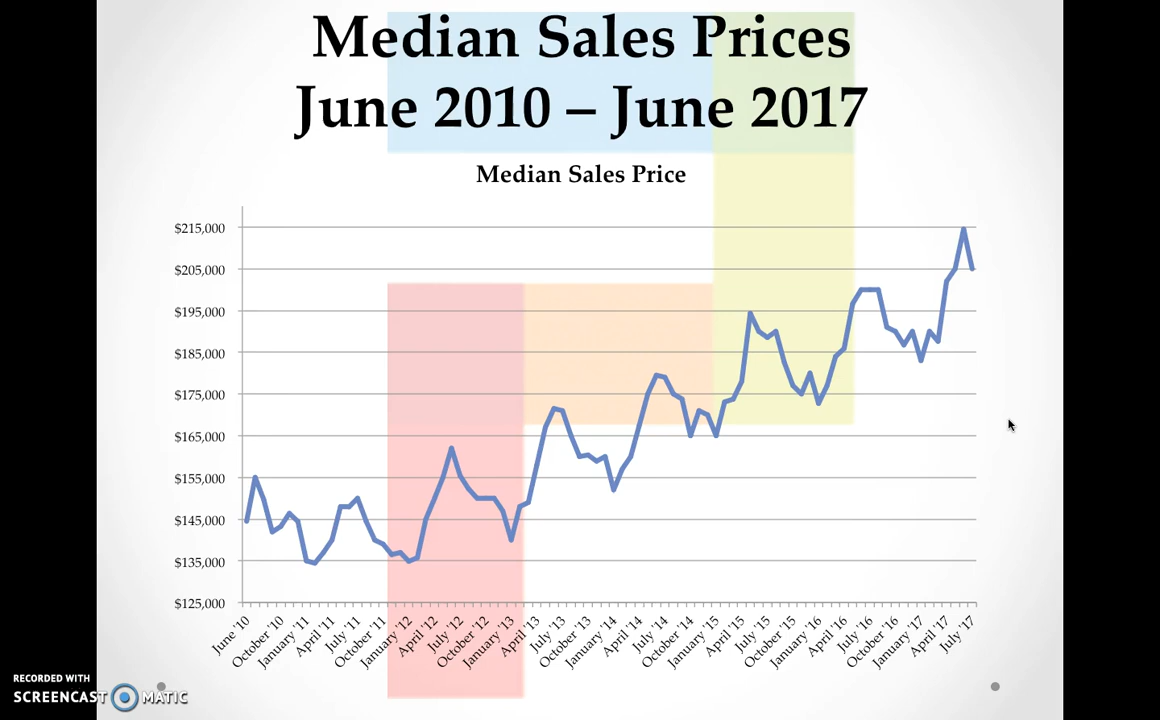 Median Sales Prices
June 2010 – June 2017
Median Sales Price
$215,000
$205,000
$195,000
$185,000
$175,000
$165,000
$155,000
$145,000
$135,000
$125,000
June '10
October '10
January '11
April '11
July '11
October '11
January '12
April '12
July '12
October '12
January '13
April '13
July '13
October '13
January '14
April '14
July '14
October '14
January '15
April '15
July '15
October '15
January '16
April '16
July '16
October '16
January '17
April '17
July '17
RECORDED WITH
SCREENCAST MATIC